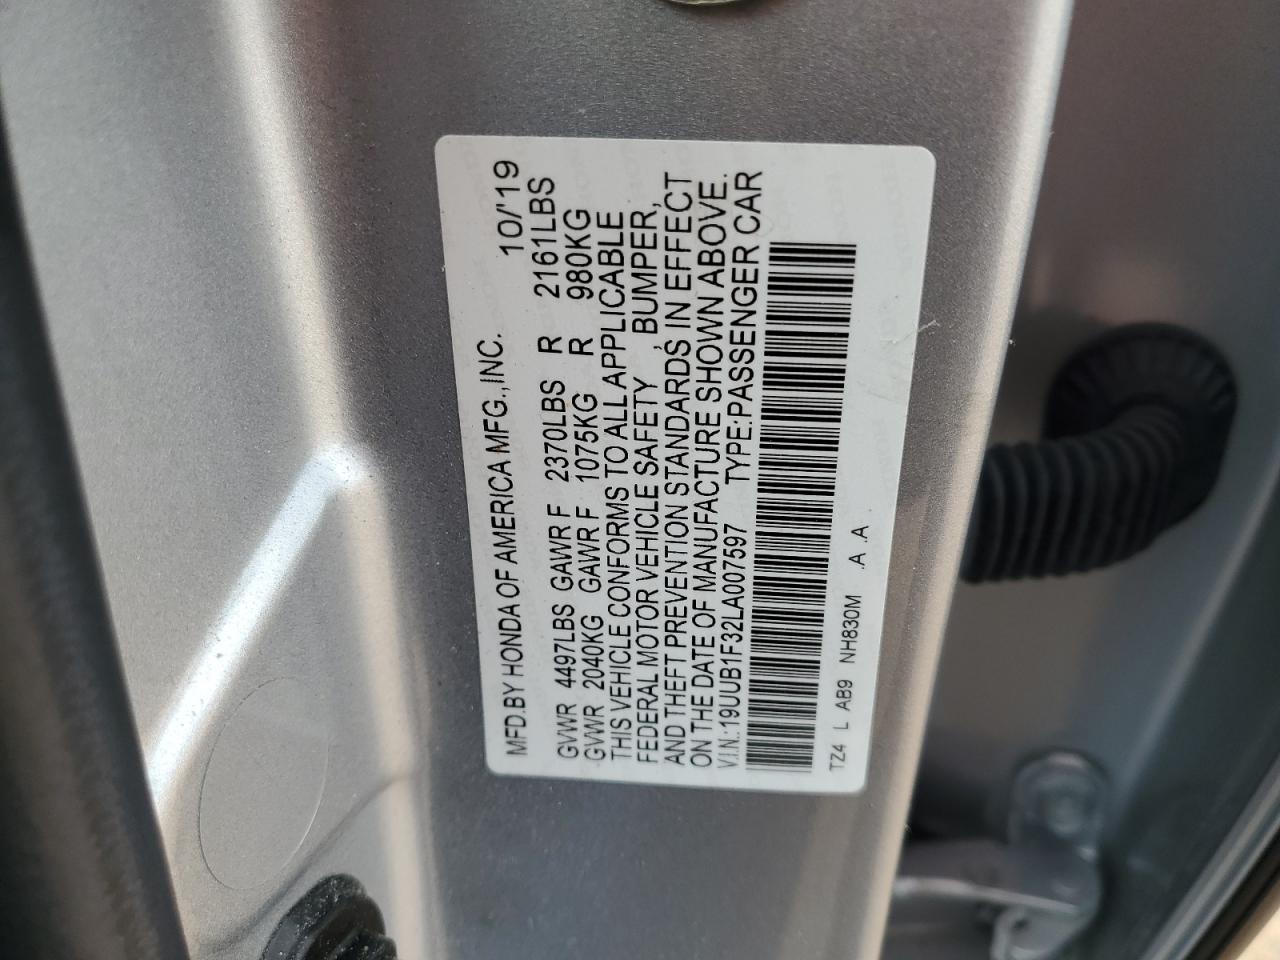 MFD.BY HONDA OF AMERICA MFG.,INC. 10/'19
GVWR 4497LBS GAWR F 2370LBS R 2161LBS
GVWR 2040KG GAWR F 1075KG R 980KG
THIS VEHICLE CONFORMS TO ALL APPLICABLE
FEDERAL MOTOR VEHICLE SAFETY , BUMPER,
AND THEFT PREVENTION STANDARDS IN EFFECT
ON THE DATE OF MANUFACTURE SHOWN ABOVE.
V.I.N.:19UUB1F32LA007597 TYPE:PASSENGER CAR
TZ4 L AB9 NH830M .A .A